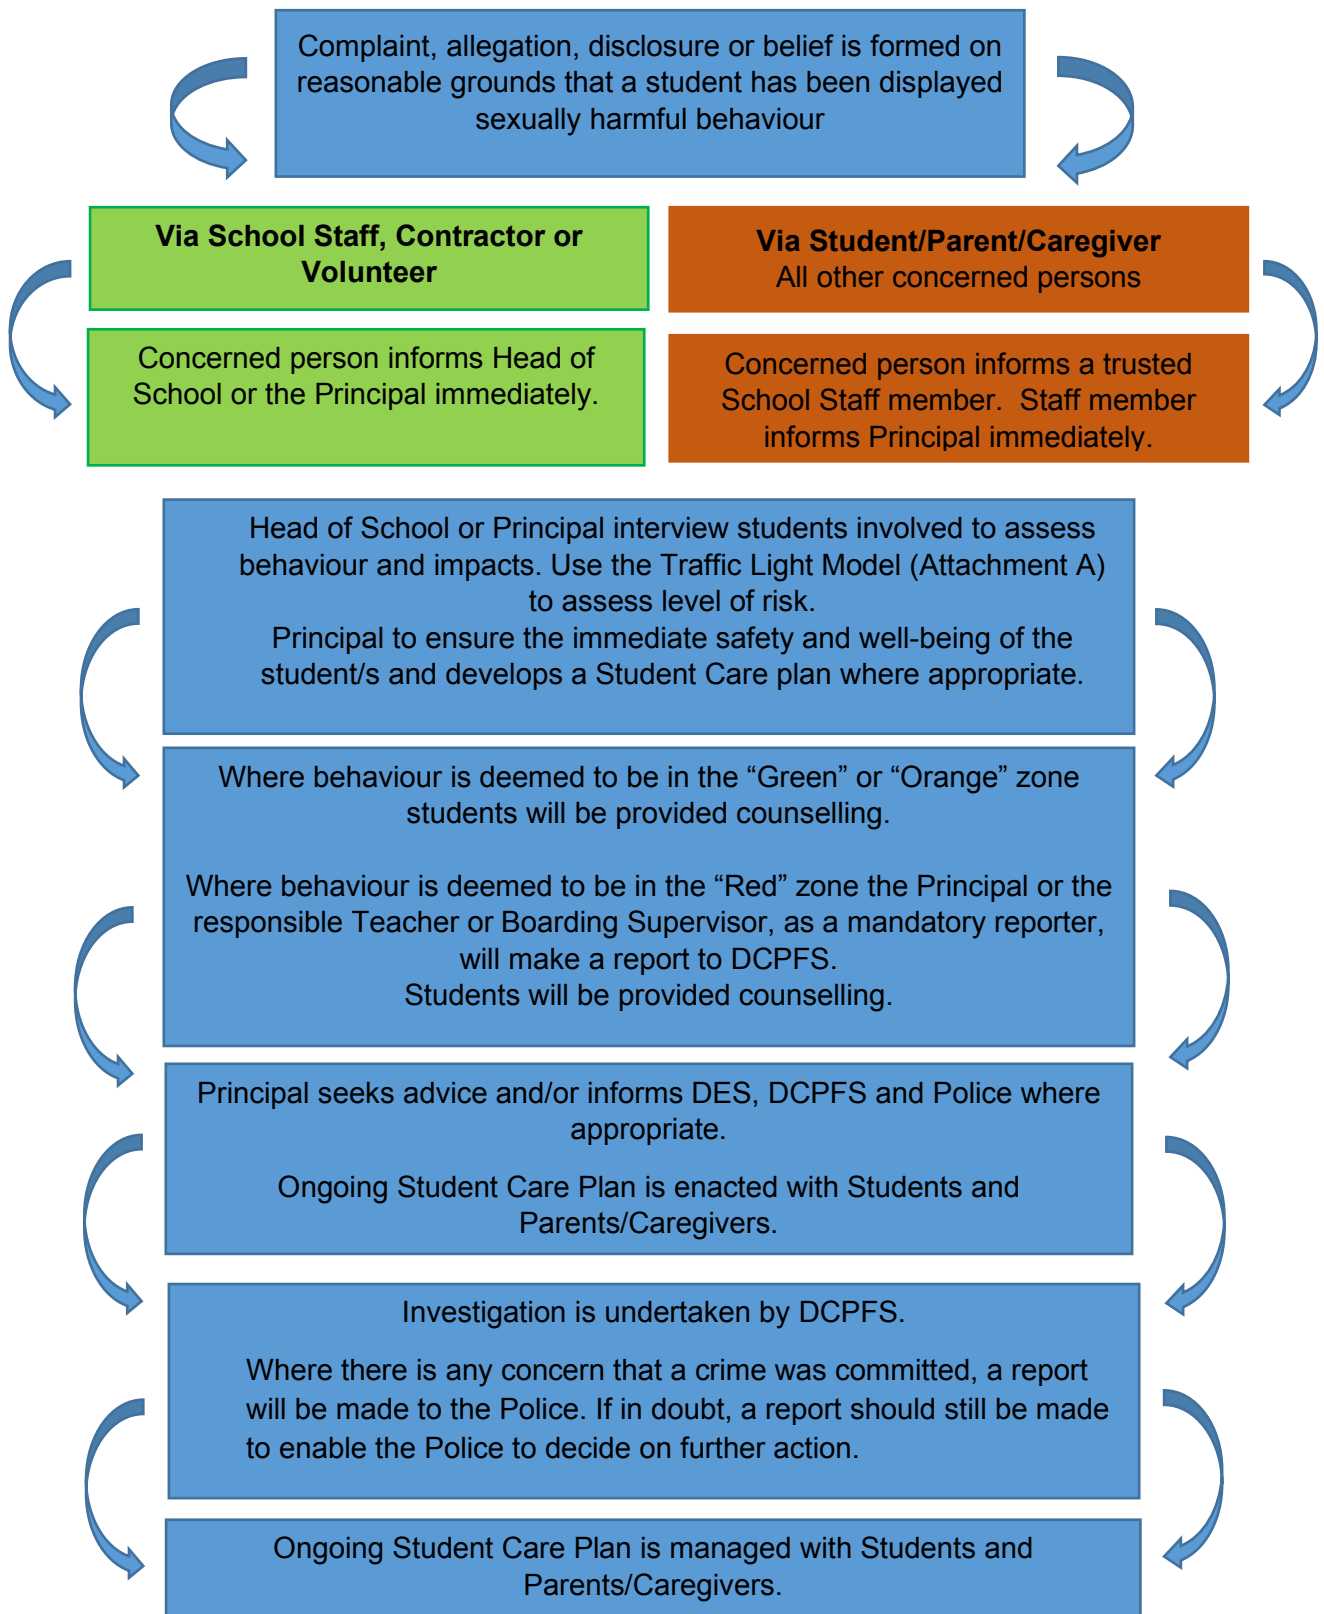 Complaint, allegation, disclosure or belief is formed on
reasonable grounds that a student has been displayed
sexually harmful behaviour
Via School Staff, Contractor or
Volunteer
Via Student/Parent/Caregiver
All other concerned persons
Concerned person informs Head of
School or the Principal immediately.
Concerned person informs a trusted
School Staff member.  Staff member
informs Principal immediately.
Head of School or Principal interview students involved to assess
behaviour and impacts. Use the Traffic Light Model (Attachment A)
to assess level of risk.
Principal to ensure the immediate safety and well-being of the
student/s and develops a Student Care plan where appropriate.
Where behaviour is deemed to be in the “Green” or “Orange” zone
students will be provided counselling.
Where behaviour is deemed to be in the “Red” zone the Principal or the
responsible Teacher or Boarding Supervisor, as a mandatory reporter,
will make a report to DCPFS.
Students will be provided counselling.
Principal seeks advice and/or informs DES, DCPFS and Police where
appropriate.
Ongoing Student Care Plan is enacted with Students and
Parents/Caregivers.
Investigation is undertaken by DCPFS.
Where there is any concern that a crime was committed, a report
will be made to the Police. If in doubt, a report should still be made
to enable the Police to decide on further action.
Ongoing Student Care Plan is managed with Students and
Parents/Caregivers.